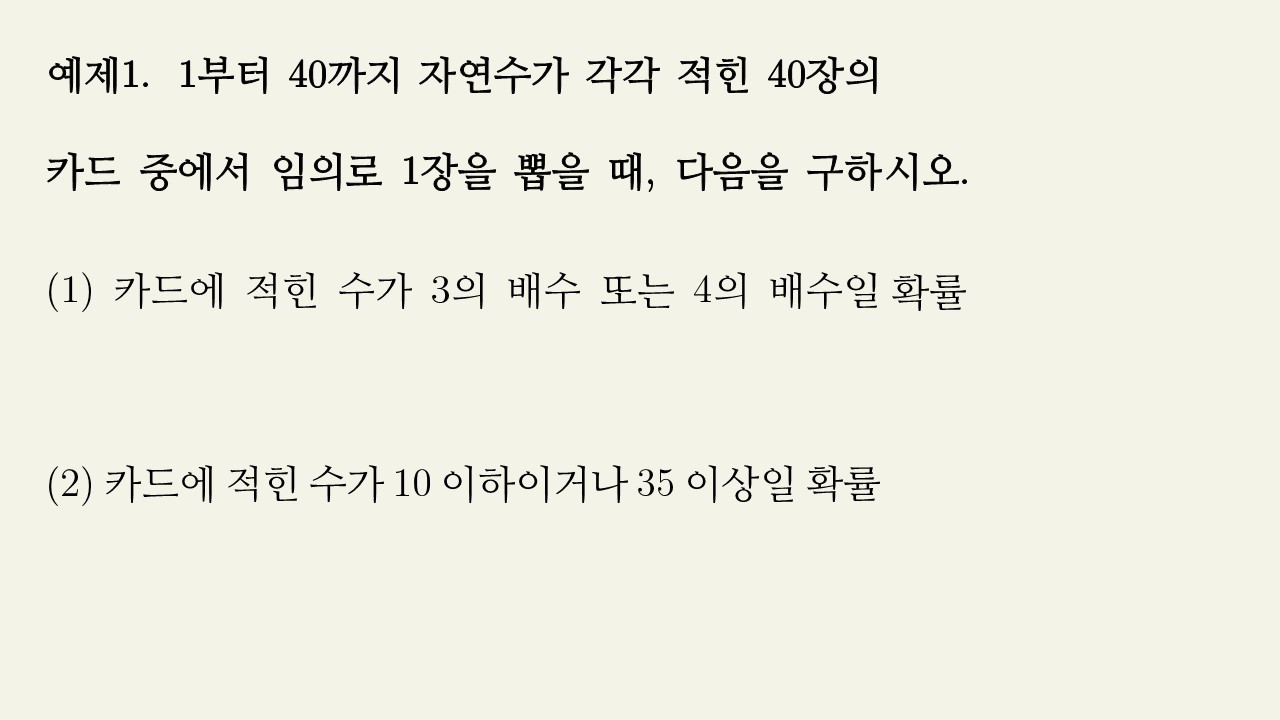 예제1. 1부터 40까지 자연수가 각각 적힌 40장의
카드 중에서 임의로 1장을 뽑을 때, 다음을 구하시오.
(1) 카드에 적힌 수가 3의 배수 또는 4의 배수일 확률
(2) 카드에 적힌 수가 10 이하이거나 35 이상일 확률